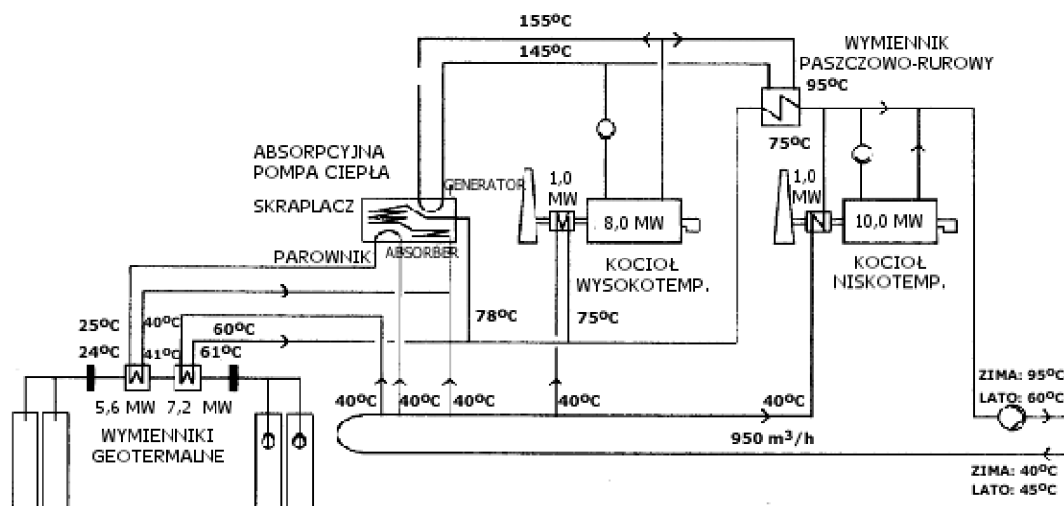 155ºC
145ºC
WYMIENNIK
PASZCZOWO-RUROWY
95ºC
75ºC
ABSORPCYJNA
POMPA CIEPŁA
GENERATOR
SKRAPLACZ
1,0
MW
8,0 MW
1,0
MW
10,0 MW
PAROWNIK
ABSORBER
KOCIOŁ
WYSOKOTEMP.
KOCIOŁ
NISKOTEMP.
25ºC
40ºC
60ºC
78ºC
75ºC
24ºC
41ºC
61ºC
5,6 MW
7,2 MW
WYMIENNIKI
GEOTERMALNE
40ºC
40ºC
40ºC
40ºC
40ºC
950 m³/h
ZIMA: 95ºC
LATO: 60ºC
ZIMA: 40ºC
LATO: 45ºC